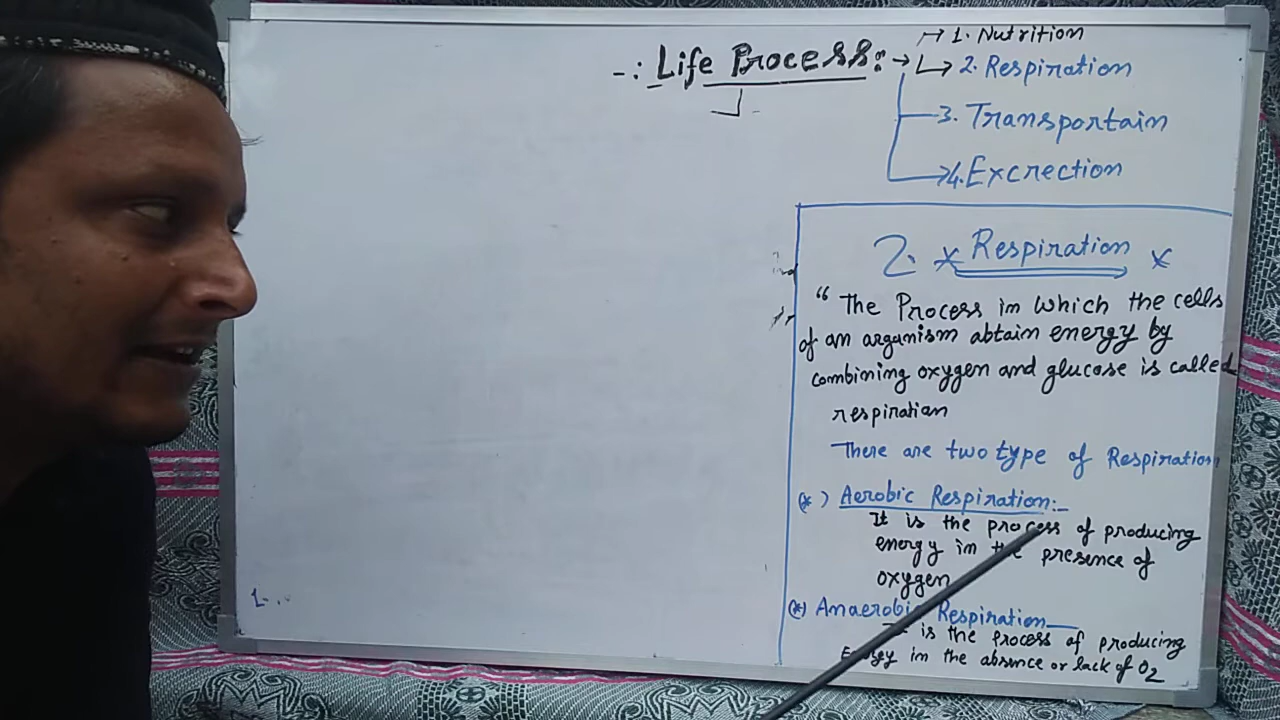 -: Life Process :-
→ 1. Nutrition
→ 2. Respiration
3. Transportain
→ 4. Excrection
2. * Respiration *
" The Process in which the cells
of an arganism abtain energy by
combining oxygen and glucose is called
respiration
There are two type of Respiration
(*) Aerobic Respiration:-
It is the process of producing
energy in the presence of
oxygen
(*) Anaerobic Respiration
is the process of producing
Energy in the absence or lack of O2
1-..